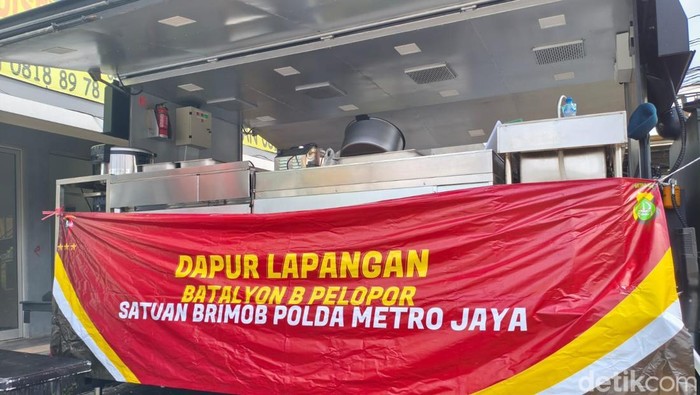 0818 89 78
DAPUR LAPANGAN
BATALYON B PELOPOR
SATUAN BRIMOB POLDA METRO JAYA
detikcom